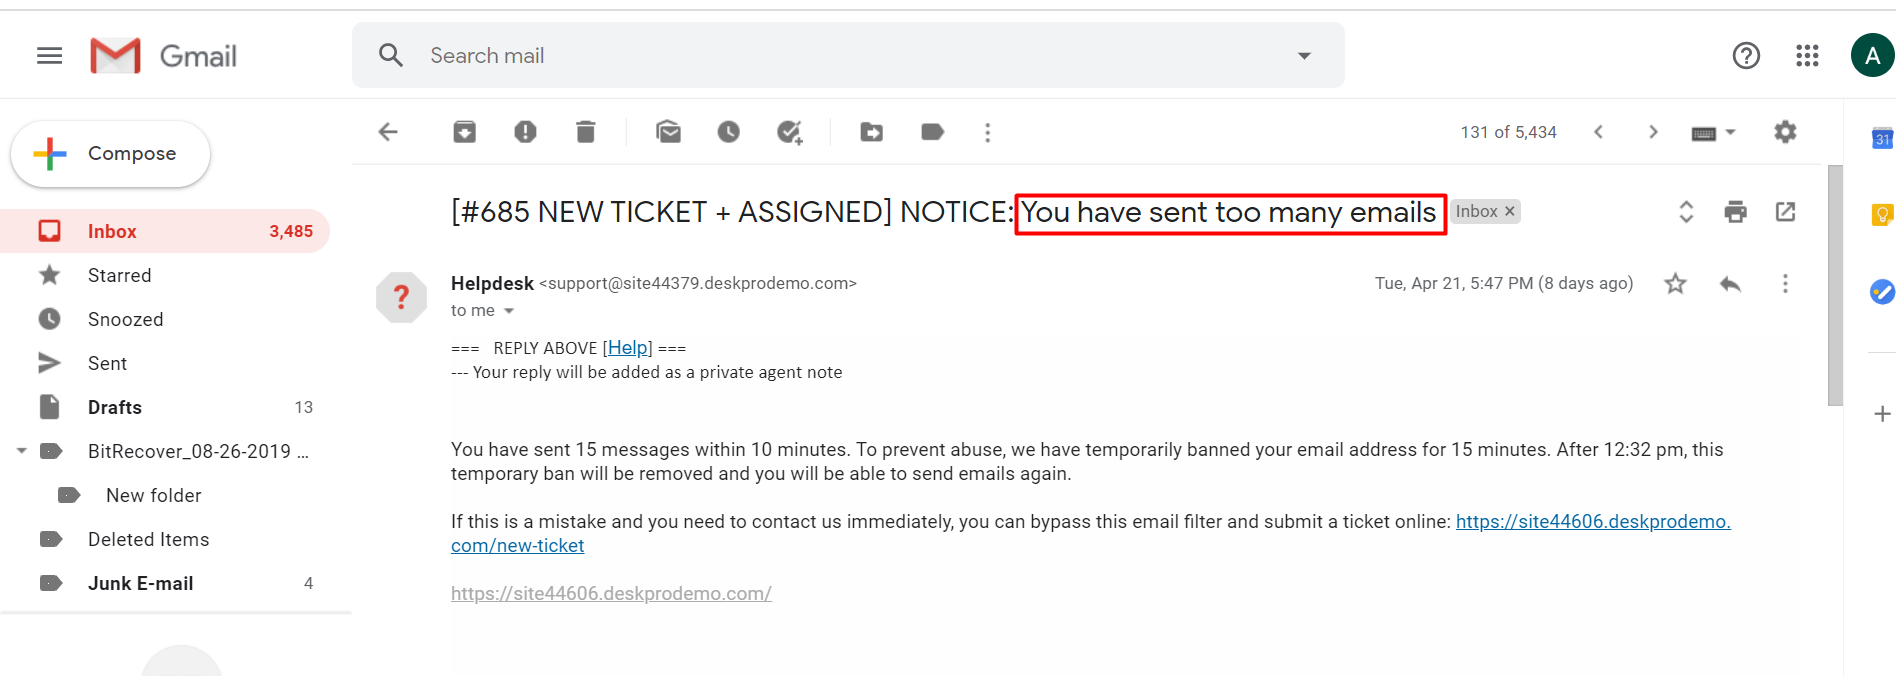 Gmail
Search mail
A
Compose
131 of 5,434
31
[#685 NEW TICKET + ASSIGNED] NOTICE: You have sent too many emails Inbox ×
Inbox 3,485
Starred
Snoozed
Sent
Drafts 13
BitRecover_08-26-2019 ...
New folder
Deleted Items
Junk E-mail 4
?
Helpdesk <support@site44379.deskprodemo.com>
Tue, Apr 21, 5:47 PM (8 days ago)
to me
=== REPLY ABOVE [Help] ===
--- Your reply will be added as a private agent note
You have sent 15 messages within 10 minutes. To prevent abuse, we have temporarily banned your email address for 15 minutes. After 12:32 pm, this
temporary ban will be removed and you will be able to send emails again.
If this is a mistake and you need to contact us immediately, you can bypass this email filter and submit a ticket online: https://site44606.deskprodemo.
com/new-ticket
https://site44606.deskprodemo.com/